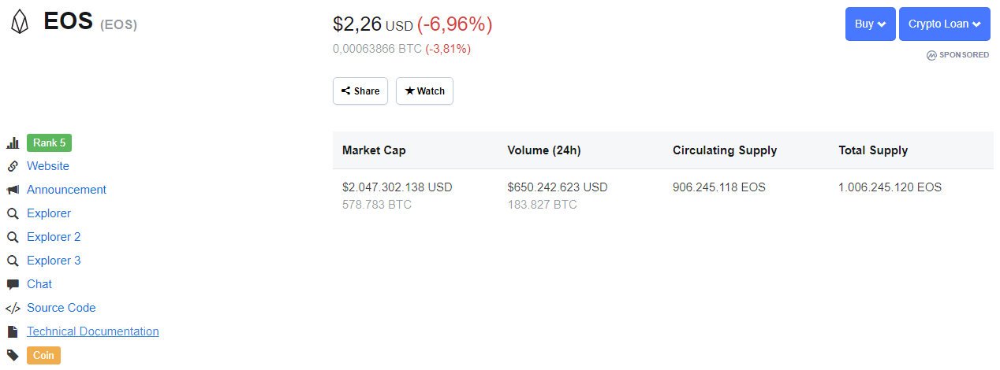 EOS (EOS)
$2,26 USD (-6,96%)
0,00063866 BTC (-3,81%)
Buy
Crypto Loan
SPONSORED
Share
Watch
Rank 5
Website
Announcement
Explorer
Explorer 2
Explorer 3
Chat
Source Code
Technical Documentation
Coin
Market Cap Volume (24h) Circulating Supply Total Supply
$2.047.302.138 USD $650.242.623 USD 906.245.118 EOS 1.006.245.120 EOS
578.783 BTC 183.827 BTC